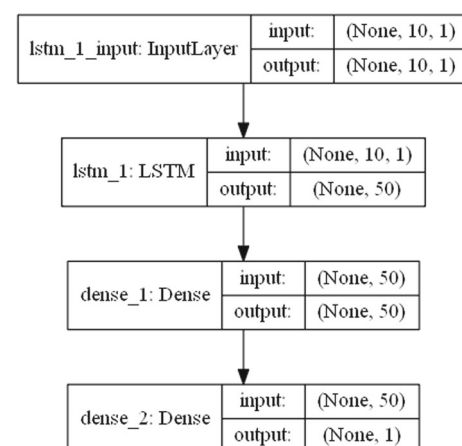 lstm_1_input: InputLayer
input: (None, 10, 1)
output: (None, 10, 1)
lstm_1: LSTM
input: (None, 10, 1)
output: (None, 50)
dense_1: Dense
input: (None, 50)
output: (None, 50)
dense_2: Dense
input: (None, 50)
output: (None, 1)